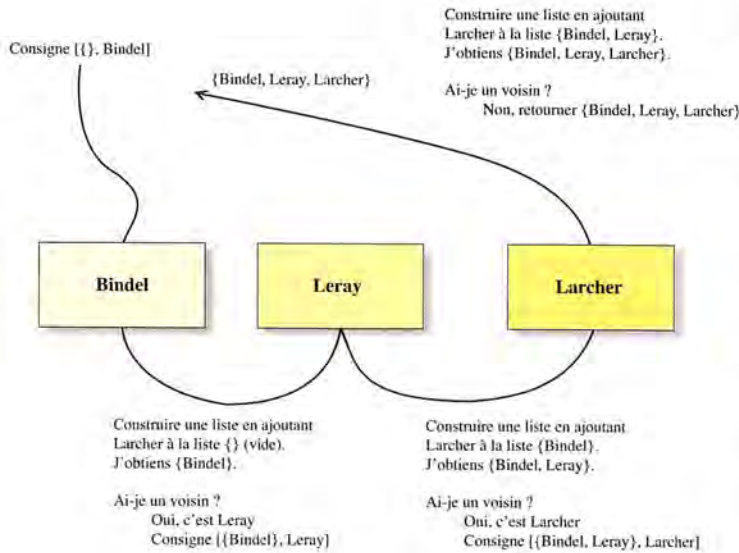 Consigne [{}, Bindel]
{Bindel, Leray, Larcher}
Construire une liste en ajoutant
Larcher à la liste {Bindel, Leray}.
J'obtiens {Bindel, Leray, Larcher}.
Ai-je un voisin ?
Non, retourner {Bindel, Leray, Larcher}
Bindel
Leray
Larcher
Construire une liste en ajoutant
Larcher à la liste {} (vide).
J'obtiens {Bindel}.
Ai-je un voisin ?
Oui, c'est Leray
Consigne [{Bindel}, Leray]
Construire une liste en ajoutant
Larcher à la liste {Bindel}.
J'obtiens {Bindel, Leray}.
Ai-je un voisin ?
Oui, c'est Larcher
Consigne [{Bindel, Leray}, Larcher]